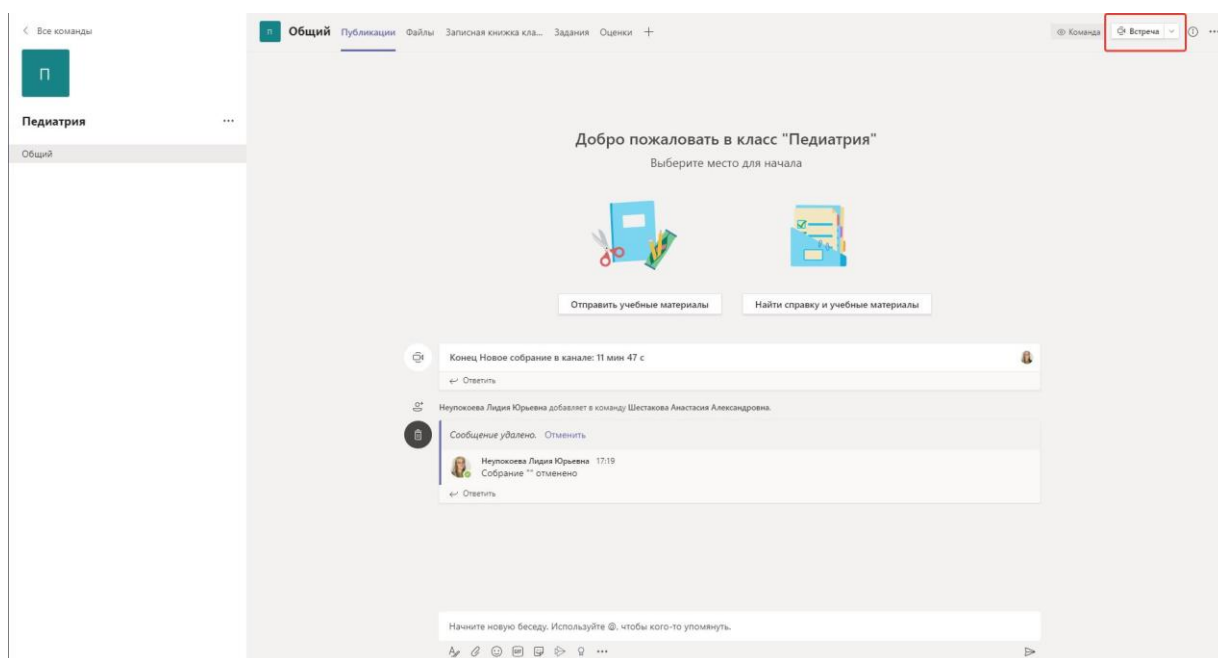 Все команды
П
Педиатрия
Общий
П Общий Публикации Файлы Записная книжка кла... Задания Оценки
Команда Встреча
Добро пожаловать в класс "Педиатрия"
Выберите место для начала
Отправить учебные материалы
Найти справку и учебные материалы
Конец Новое собрание в канале: 11 мин 47 с
Ответить
Неупокоева Лидия Юрьевна добавляет в команду Шестакова Анастасия Александровна.
Сообщение удалено. Отменить
Неупокоева Лидия Юрьевна 17:19
Собрание "" отменено
Ответить
Начните новую беседу. Используйте @, чтобы кого-то упомянуть.
GIF